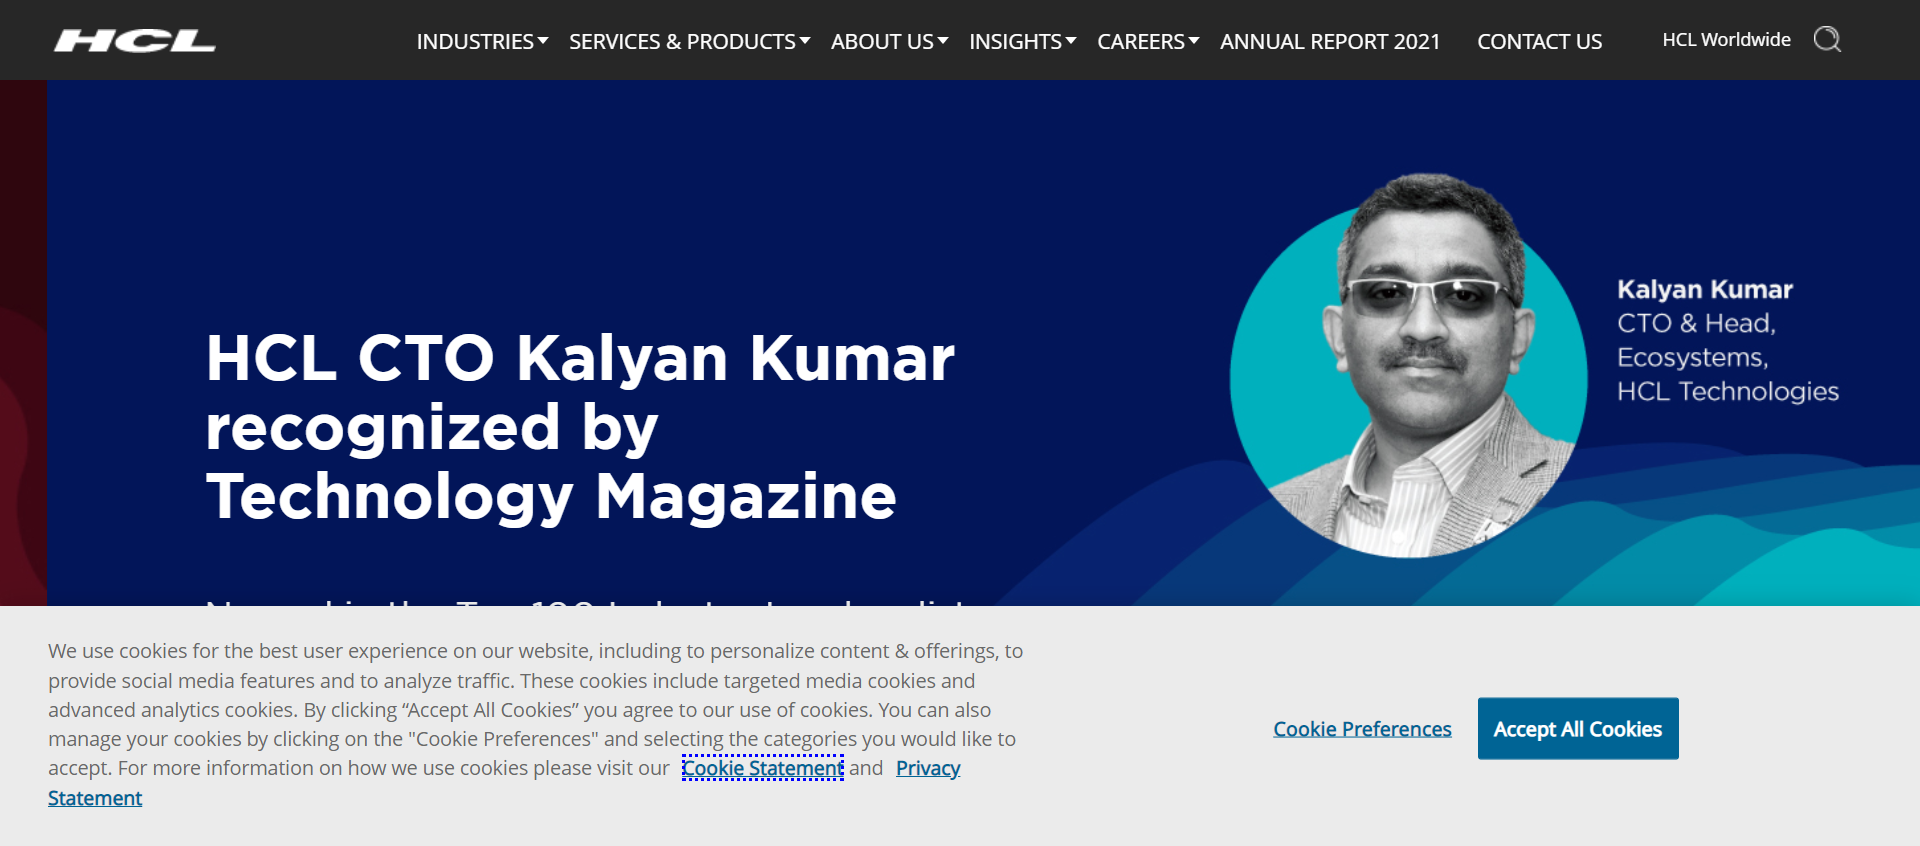 HCL
INDUSTRIES
SERVICES & PRODUCTS
ABOUT US
INSIGHTS
CAREERS
ANNUAL REPORT 2021
CONTACT US
HCL Worldwide
HCL CTO Kalyan Kumar
recognized by
Technology Magazine
Kalyan Kumar
CTO & Head,
Ecosystems,
HCL Technologies
We use cookies for the best user experience on our website, including to personalize content & offerings, to
provide social media features and to analyze traffic. These cookies include targeted media cookies and
advanced analytics cookies. By clicking “Accept All Cookies” you agree to our use of cookies. You can also
manage your cookies by clicking on the "Cookie Preferences" and selecting the categories you would like to
accept. For more information on how we use cookies please visit our Cookie Statement and Privacy
Statement
Cookie Preferences
Accept All Cookies